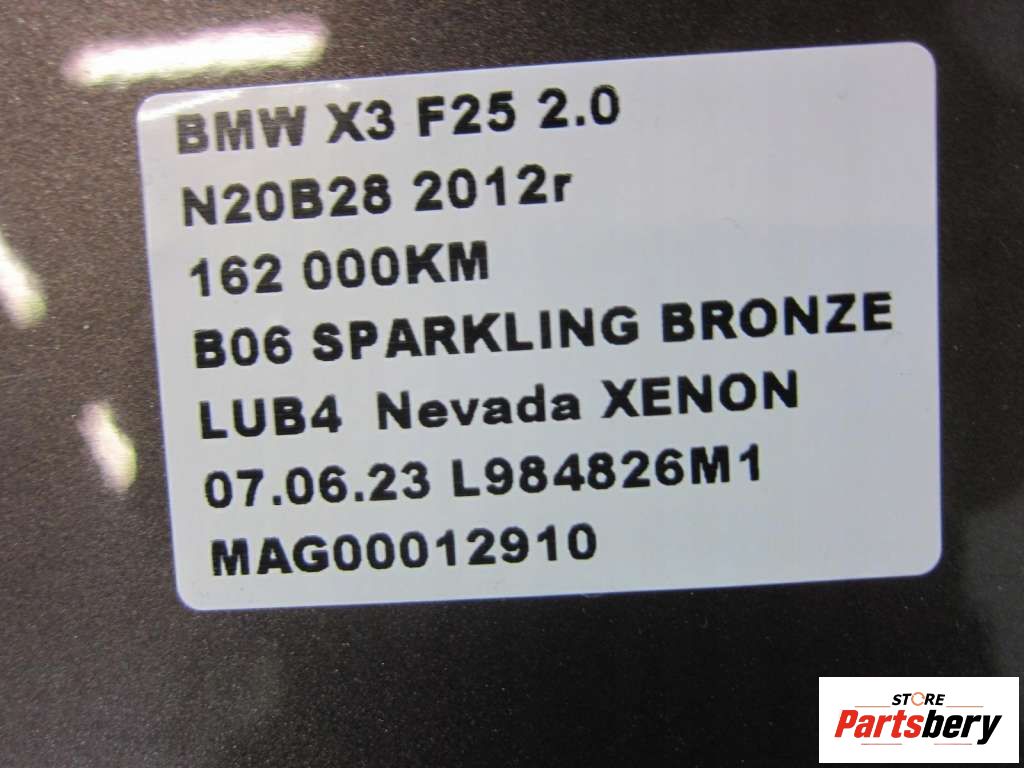 BMW X3 F25 2.0
N20B28 2012r
162 000KM
B06 SPARKLING BRONZE
LUB4 Nevada XENON
07.06.23 L984826M1
MAG00012910
STORE
Partsbery